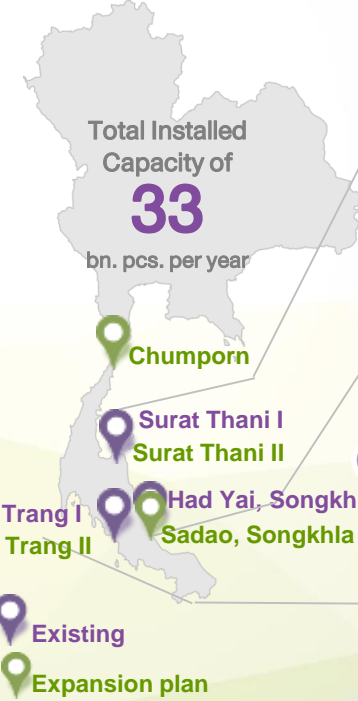 Total Installed
Capacity of
33
bn. pcs. per year
Chumporn
Surat Thani I
Surat Thani II
Had Yai, Songkh
Trang I
Sadao, Songkhla
Trang II
Existing
Expansion plan